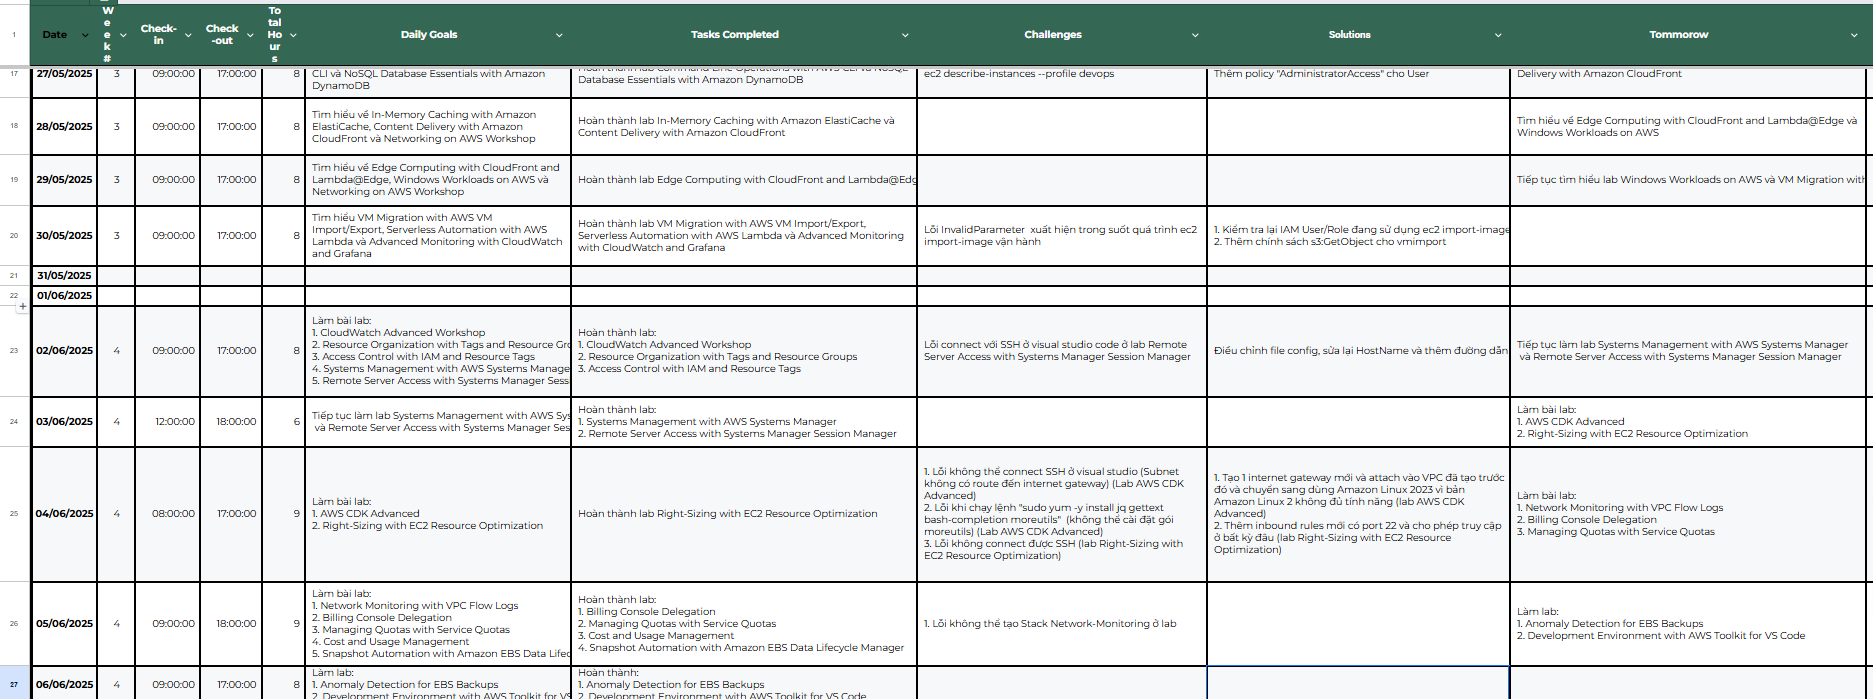 1
Date
Week#
Check-in
Check-out
Total Hours
Daily Goals
Tasks Completed
Challenges
Solutions
Tommorow
17
27/05/2025
3
09:00:00
17:00:00
8
CLI và NoSQL Database Essentials with Amazon
DynamoDB
Hoàn thành lab Command Line Operations with AWS CLI và NoSQL
Database Essentials with Amazon DynamoDB
ec2 describe-instances --profile devops
Thêm policy "AdministratorAccess" cho User
Delivery with Amazon CloudFront
18
28/05/2025
3
09:00:00
17:00:00
8
Tìm hiểu về In-Memory Caching with Amazon
ElastiCache, Content Delivery with Amazon
CloudFront và Networking on AWS Workshop
Hoàn thành lab In-Memory Caching with Amazon ElastiCache và
Content Delivery with Amazon CloudFront
Tìm hiểu về Edge Computing with CloudFront and Lambda@Edge và
Windows Workloads on AWS
19
29/05/2025
3
09:00:00
17:00:00
8
Tìm hiểu về Edge Computing with CloudFront and
Lambda@Edge, Windows Workloads on AWS và
Networking on AWS Workshop
Hoàn thành lab Edge Computing with CloudFront and Lambda@Edg
Tiếp tục tìm hiểu lab Windows Workloads on AWS và VM Migration with
20
30/05/2025
3
09:00:00
17:00:00
8
Tìm hiểu VM Migration with AWS VM
Import/Export, Serverless Automation with AWS
Lambda và Advanced Monitoring with CloudWatch
and Grafana
Hoàn thành lab VM Migration with AWS VM Import/Export,
Serverless Automation with AWS Lambda và Advanced Monitoring
with CloudWatch and Grafana
Lỗi InvalidParameter xuất hiện trong suốt quá trình ec2
import-image vận hành
1. Kiểm tra lại IAM User/Role đang sử dụng ec2 import-image
2. Thêm chính sách s3:GetObject cho vmimport
21
31/05/2025
22
01/06/2025
23
02/06/2025
4
09:00:00
17:00:00
8
Làm bài lab:
1. CloudWatch Advanced Workshop
2. Resource Organization with Tags and Resource Gro
3. Access Control with IAM and Resource Tags
4. Systems Management with AWS Systems Manage
5. Remote Server Access with Systems Manager Sess
Hoàn thành lab:
1. CloudWatch Advanced Workshop
2. Resource Organization with Tags and Resource Groups
3. Access Control with IAM and Resource Tags
Lỗi connect với SSH ở visual studio code ở lab Remote
Server Access with Systems Manager Session Manager
Điều chỉnh file config, sửa lại HostName và thêm đường dẫn
Tiếp tục làm lab Systems Management with AWS Systems Manager
và Remote Server Access with Systems Manager Session Manager
24
03/06/2025
4
12:00:00
18:00:00
6
Tiếp tục làm lab Systems Management with AWS Sys
và Remote Server Access with Systems Manager Ses
Hoàn thành lab:
1. Systems Management with AWS Systems Manager
2. Remote Server Access with Systems Manager Session Manager
Làm bài lab:
1. AWS CDK Advanced
2. Right-Sizing with EC2 Resource Optimization
25
04/06/2025
4
08:00:00
17:00:00
9
Làm bài lab:
1. AWS CDK Advanced
2. Right-Sizing with EC2 Resource Optimization
Hoàn thành lab Right-Sizing with EC2 Resource Optimization
1. Lỗi không thể connect SSH ở visual studio (Subnet
không có route đến internet gateway) (Lab AWS CDK
Advanced)
2. Lỗi khi chạy lệnh "sudo yum -y install jq gettext
bash-completion moreutils" (không thể cài đặt gói
moreutils) (Lab AWS CDK Advanced)
3. Lỗi không connect được SSH (lab Right-Sizing with
EC2 Resource Optimization)
1. Tạo 1 internet gateway mới và attach vào VPC đã tạo trước
đó và chuyển sang dùng Amazon Linux 2023 vì bản
Amazon Linux 2 không đủ tính năng (lab AWS CDK
Advanced)
2. Thêm inbound rules mới có port 22 và cho phép truy cập
ở bất kỳ đâu (lab Right-Sizing with EC2 Resource
Optimization)
Làm bài lab:
1. Network Monitoring with VPC Flow Logs
2. Billing Console Delegation
3. Managing Quotas with Service Quotas
26
05/06/2025
4
09:00:00
18:00:00
9
Làm bài lab:
1. Network Monitoring with VPC Flow Logs
2. Billing Console Delegation
3. Managing Quotas with Service Quotas
4. Cost and Usage Management
5. Snapshot Automation with Amazon EBS Data Lifec
Hoàn thành lab:
1. Billing Console Delegation
2. Managing Quotas with Service Quotas
3. Cost and Usage Management
4. Snapshot Automation with Amazon EBS Data Lifecycle Manager
1. Lỗi không thể tạo Stack Network-Monitoring ở lab
Làm lab:
1. Anomaly Detection for EBS Backups
2. Development Environment with AWS Toolkit for VS Code
27
06/06/2025
4
09:00:00
17:00:00
8
Làm lab:
1. Anomaly Detection for EBS Backups
2. Development Environment with AWS Toolkit for VS
Hoàn thành:
1. Anomaly Detection for EBS Backups
2. Development Environment with AWS Toolkit for VS Code